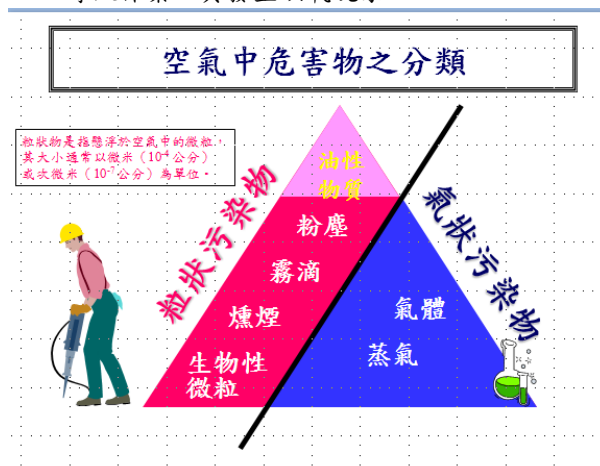 空氣中危害物之分類
粒狀物是指懸浮於空氣中的微粒，
其大小通常以微米（10⁻⁴公分）
或次微米（10⁻⁷公分）為單位。
油性
物質
粒狀污染物
氣狀污染物
粉塵
霧滴
燻煙
生物性
微粒
氣體
蒸氣